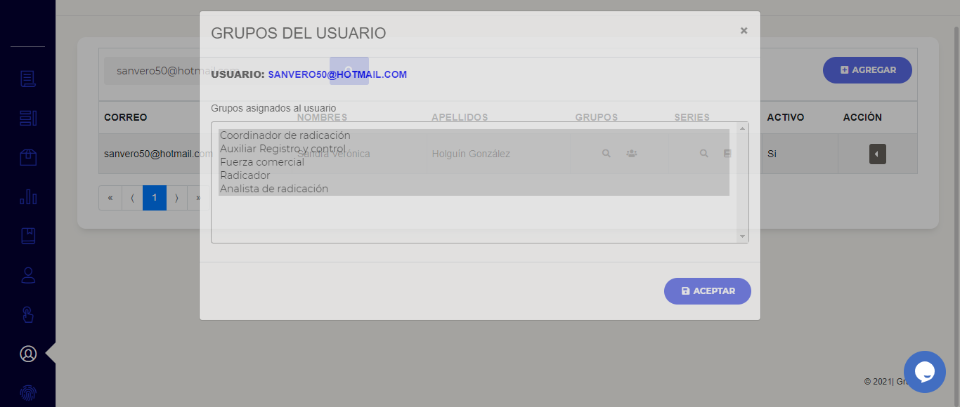 GRUPOS DEL USUARIO ×
sanvero50@hotm
USUARIO: SANVERO50@HOTMAIL.COM
AGREGAR
Grupos asignados al usuario
CORREO NOMBRES APELLIDOS GRUPOS SERIES ACTIVO ACCIÓN
Coordinador de radicación
Auxiliar Registro y control
sanvero50@hotmail.com Sandra Verónica Holguín González Si
Fuerza comercial
Radicador
Analista de radicación
« ⟨ 1 ⟩ »
ACEPTAR
© 2021| Gr